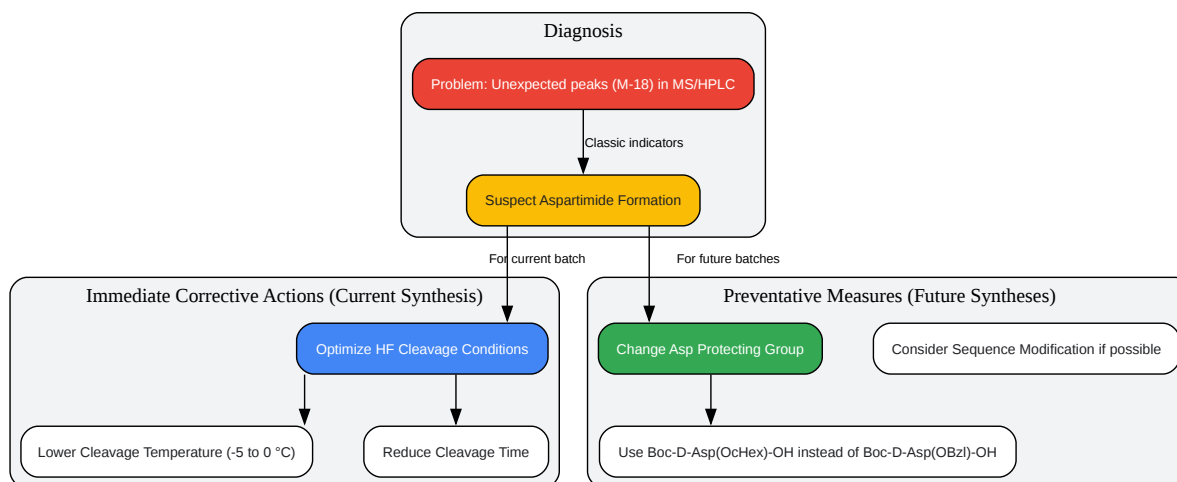 Diagnosis
Problem: Unexpected peaks (M-18) in MS/HPLC
Classic indicators
Suspect Aspartimide Formation
For current batch
For future batches
Immediate Corrective Actions (Current Synthesis)
Preventative Measures (Future Syntheses)
Optimize HF Cleavage Conditions
Change Asp Protecting Group
Consider Sequence Modification if possible
Lower Cleavage Temperature (-5 to 0 °C)
Reduce Cleavage Time
Use Boc-D-Asp(OcHex)-OH instead of Boc-D-Asp(OBzl)-OH